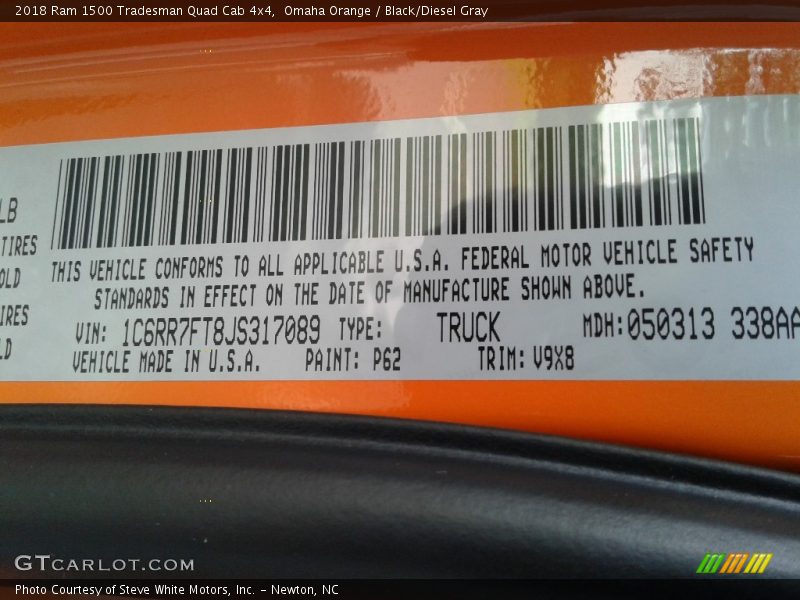 2018 Ram 1500 Tradesman Quad Cab 4x4, Omaha Orange / Black/Diesel Gray
LB
TIRES
OLD
IRES
LD
THIS VEHICLE CONFORMS TO ALL APPLICABLE U.S.A. FEDERAL MOTOR VEHICLE SAFETY
STANDARDS IN EFFECT ON THE DATE OF MANUFACTURE SHOWN ABOVE.
VIN: 1C6RR7FT8JS317089 TYPE: TRUCK MDH:050313 338AA
VEHICLE MADE IN U.S.A. PAINT: P62 TRIM: V9X8
GTCARLOT.COM
Photo Courtesy of Steve White Motors, Inc. - Newton, NC